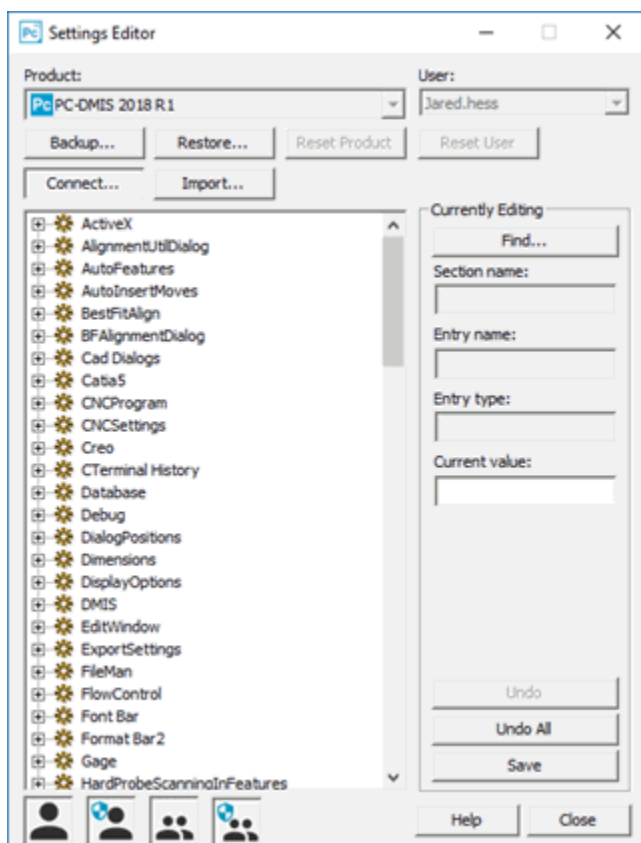 Pc Settings Editor
Product:
User:
Pc PC-DMIS 2018 R1
Jared.hess
Backup...
Restore...
Reset Product
Reset User
Connect...
Import...
ActiveX
AlignmentUtilDialog
AutoFeatures
AutoInsertMoves
BestFitAlign
BFAlignmentDialog
Cad Dialogs
Catia5
CNCProgram
CNCSettings
Creo
CTerminal History
Database
Debug
DialogPositions
Dimensions
DisplayOptions
DMIS
EditWindow
ExportSettings
FileMan
FlowControl
Font Bar
Format Bar2
Gage
HardProbeScanningInFeatures
Currently Editing
Find...
Section name:
Entry name:
Entry type:
Current value:
Undo
Undo All
Save
Help
Close